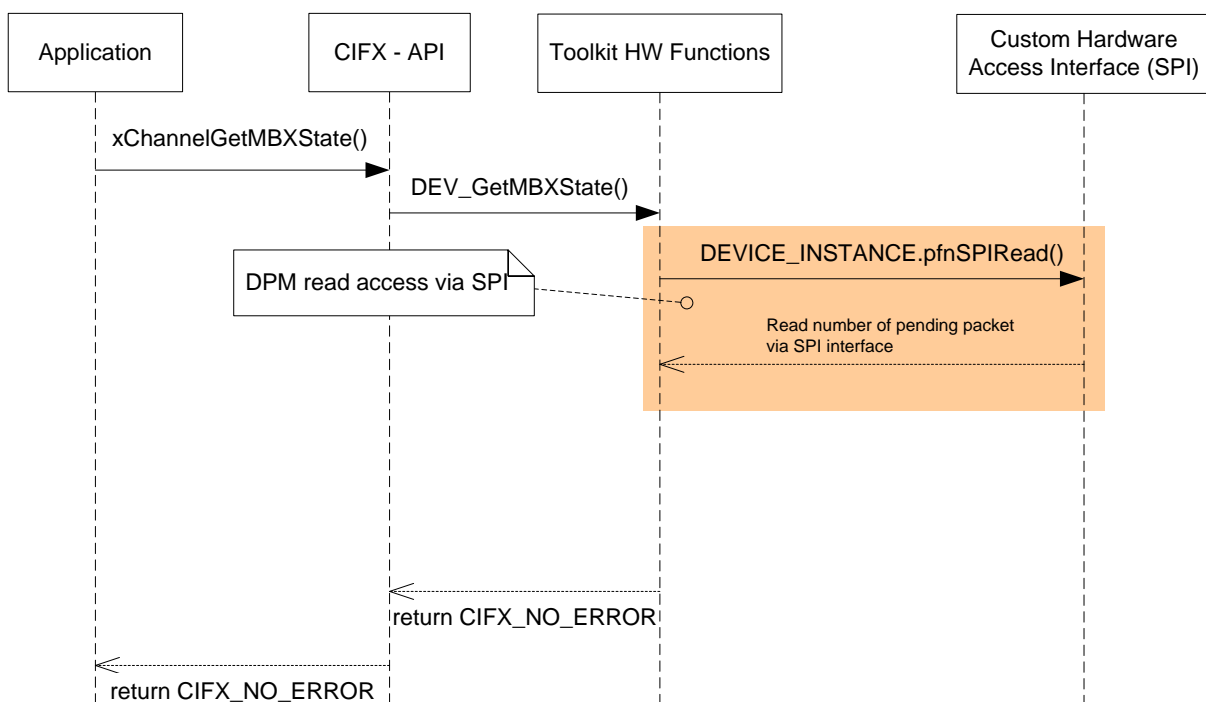 Application
CIFX - API
Toolkit HW Functions
Custom Hardware
Access Interface (SPI)
xChannelGetMBXState()
DEV_GetMBXState()
DEVICE_INSTANCE.pfnSPIRead()
DPM read access via SPI
Read number of pending packet
via SPI interface
return CIFX_NO_ERROR
return CIFX_NO_ERROR